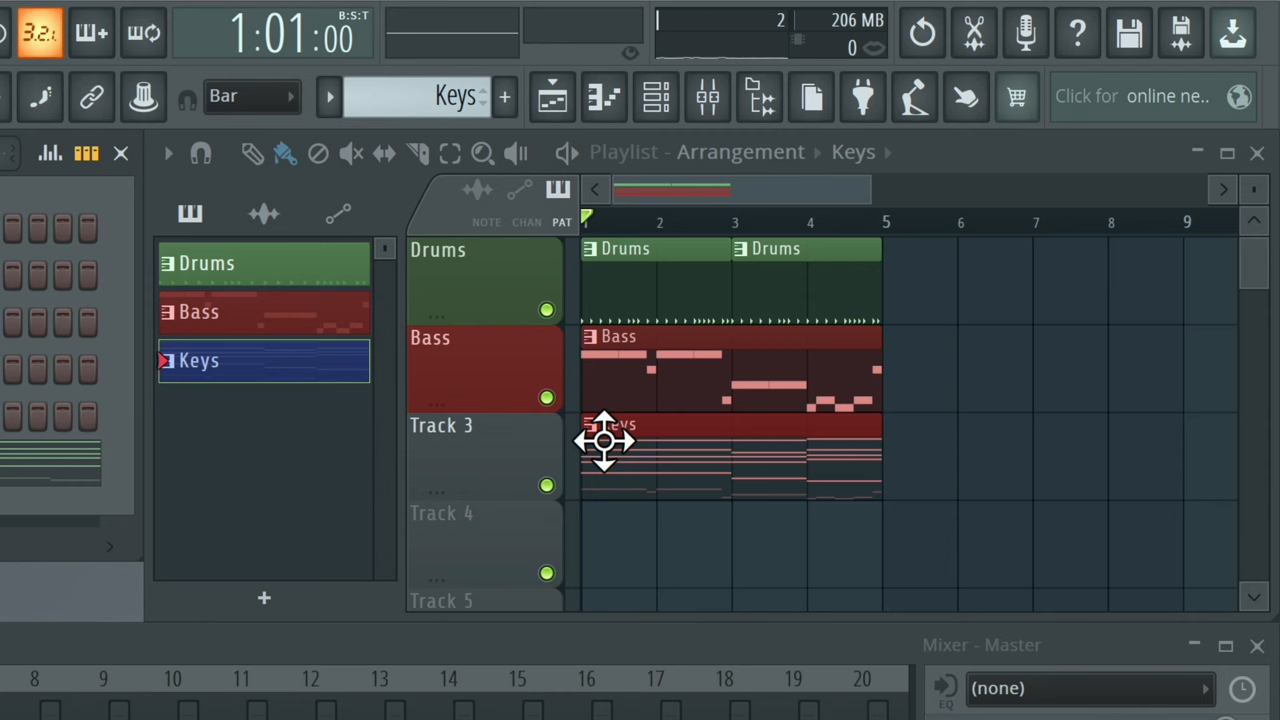 3.2.
1:01:00
B:S:T
2
206 MB
0
Bar
Keys
Click for online ne..
Playlist - Arrangement
Keys
NOTE CHAN PAT
2 3 4 5 6 7 8 9
Drums
Bass
Keys
Drums
Drums
Drums
Bass
Bass
Track 3
Track 4
Track 5
Mixer - Master
8 9 10 11 12 13 14 15 16 17 18 19 20
(none)
EQ